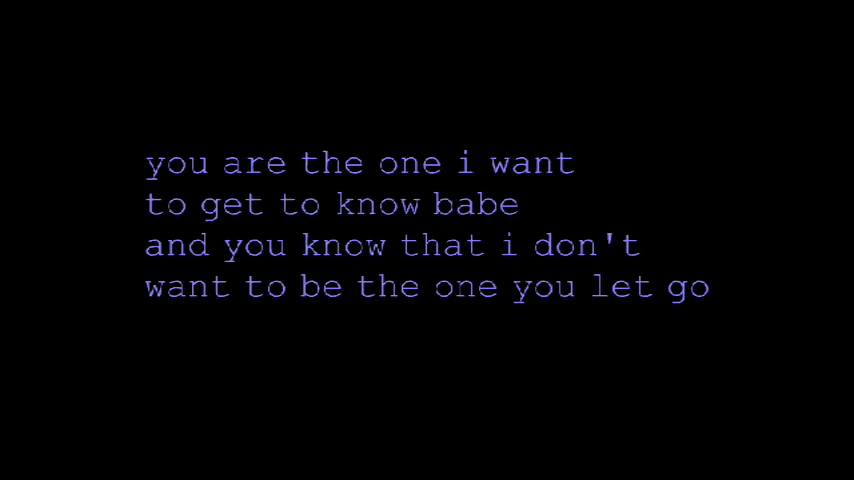 you are the one i want
to get to know babe
and you know that i don't
want to be the one you let go